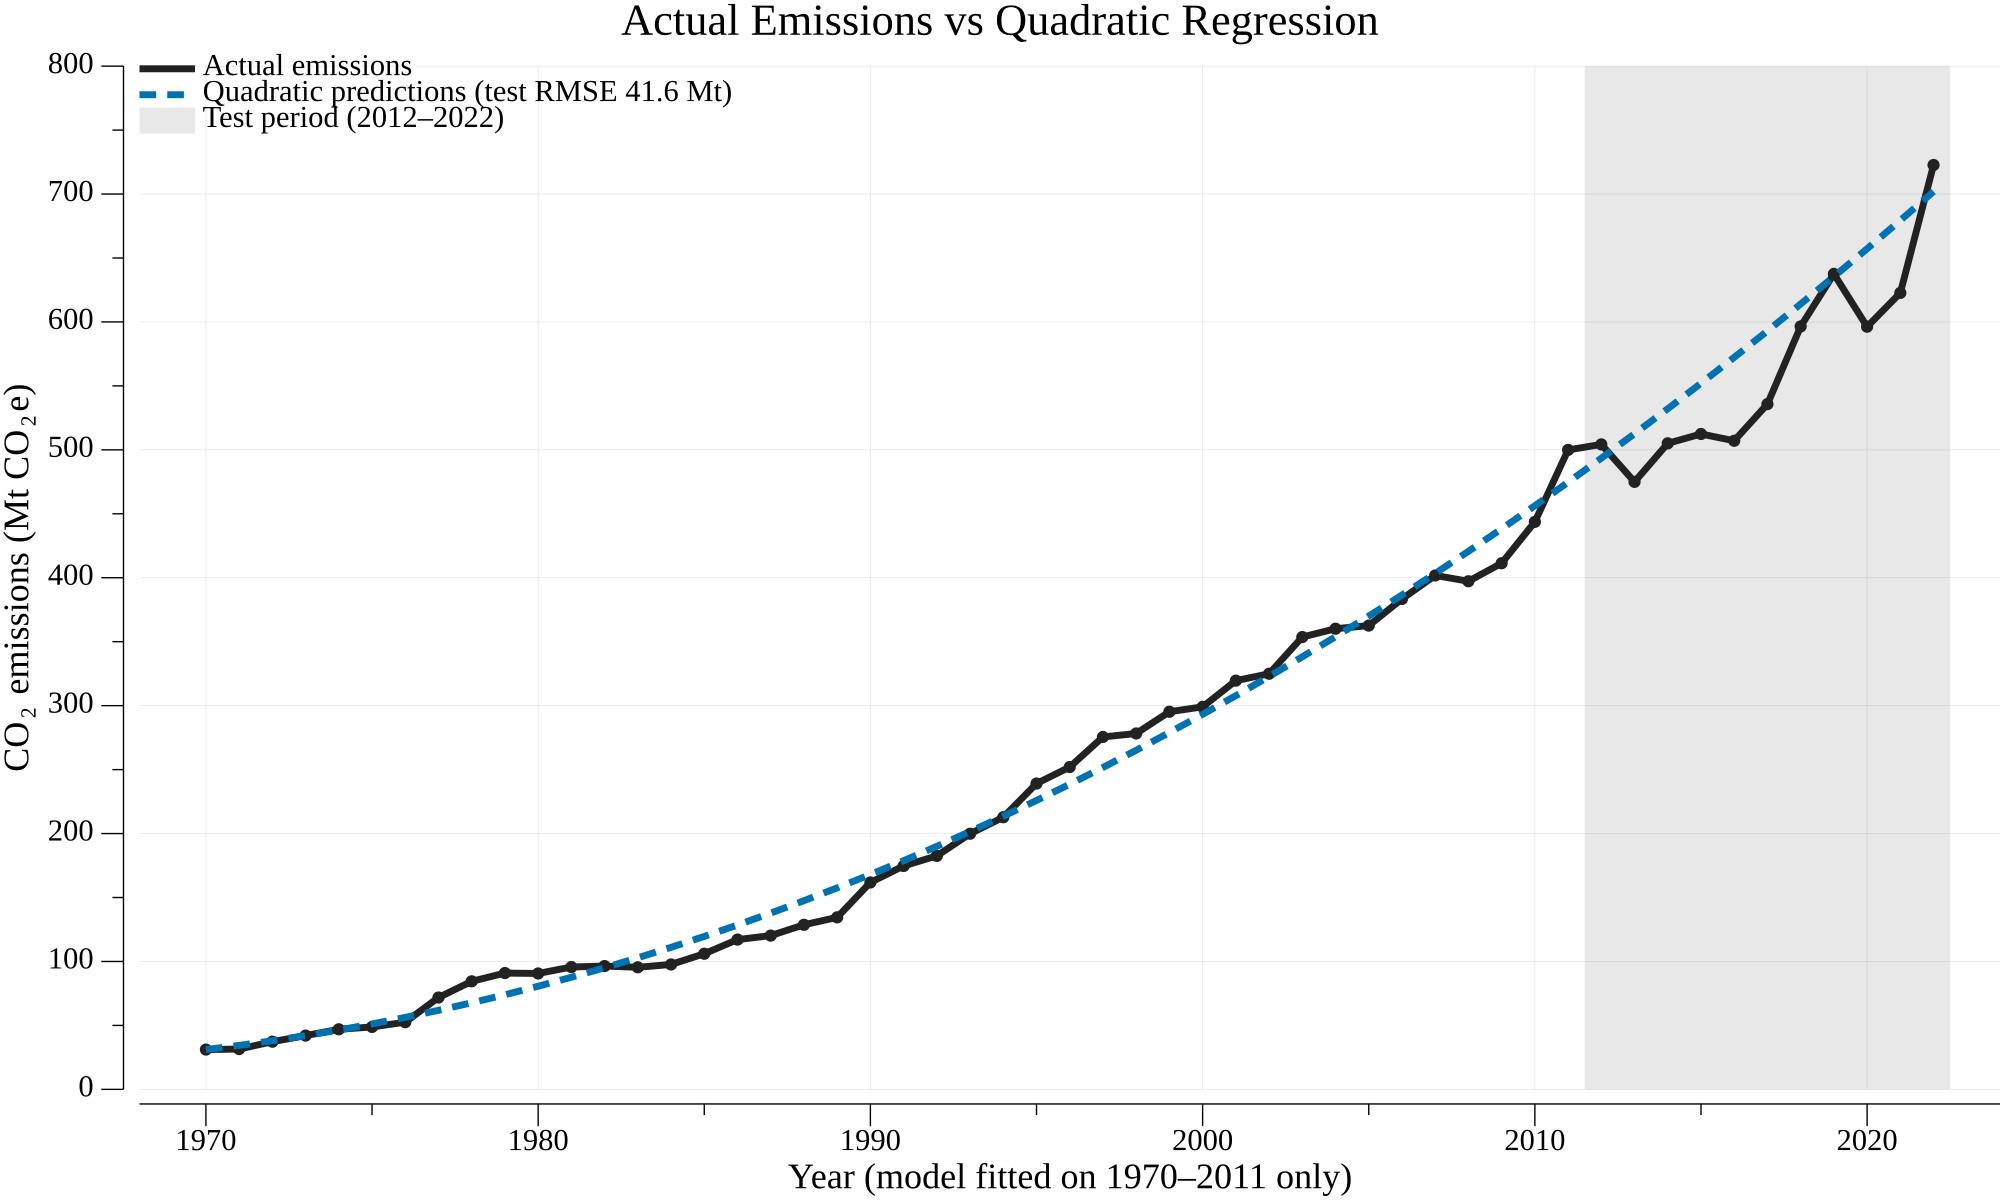 Actual Emissions vs Quadratic Regression
Actual emissions
Quadratic predictions (test RMSE 41.6 Mt)
Test period (2012–2022)
CO₂ emissions (Mt CO₂e)
800
700
600
500
400
300
200
100
0
1970 1980 1990 2000 2010 2020
Year (model fitted on 1970–2011 only)